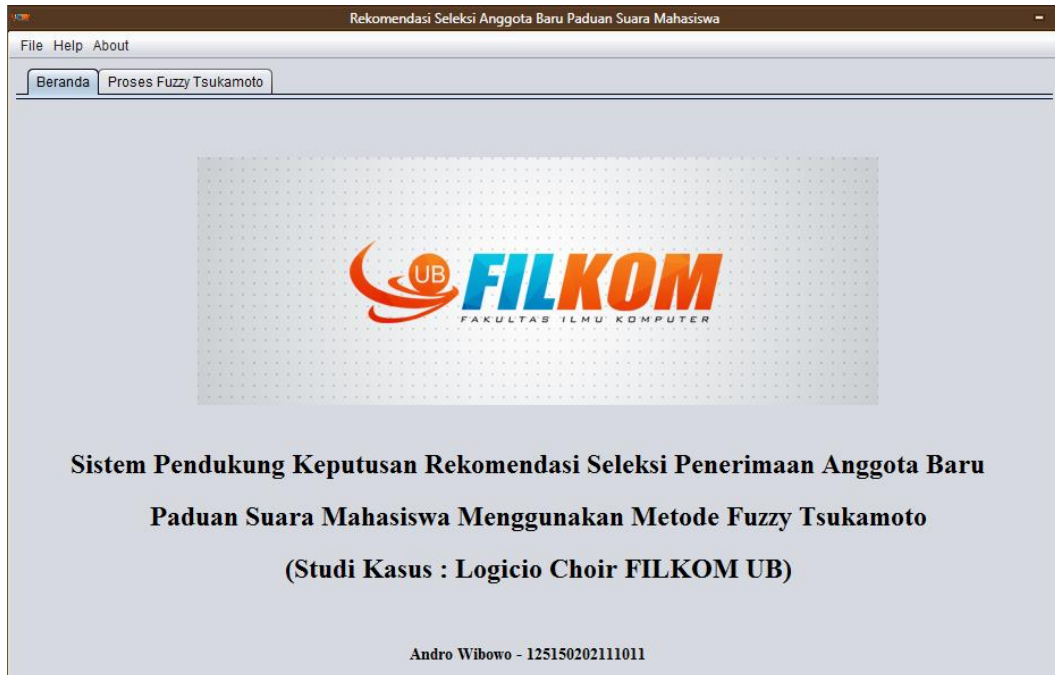 Rekomendasi Seleksi Anggota Baru Paduan Suara Mahasiswa
File Help About
Beranda Proses Fuzzy Tsukamoto
UB FILKOM
FAKULTAS ILMU KOMPUTER
Sistem Pendukung Keputusan Rekomendasi Seleksi Penerimaan Anggota Baru
Paduan Suara Mahasiswa Menggunakan Metode Fuzzy Tsukamoto
(Studi Kasus : Logicio Choir FILKOM UB)
Andro Wibowo - 125150202111011